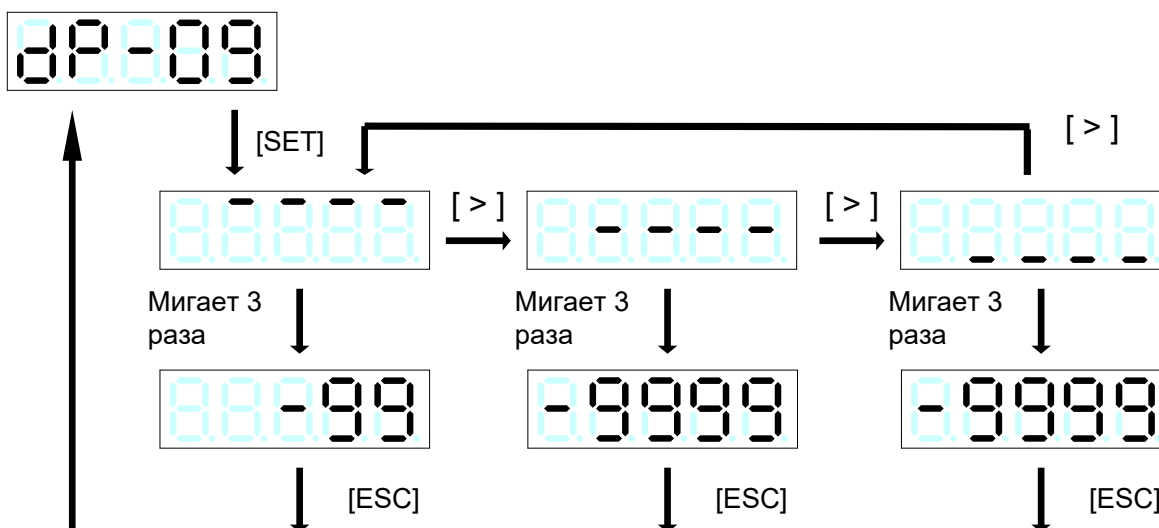 dP-09
[SET]
[ > ]
- - - -
[ > ]
- - - -
[ > ]
_ _ _ _
Мигает 3
раза
Мигает 3
раза
Мигает 3
раза
-99
-9999
-9999
[ESC]
[ESC]
[ESC]